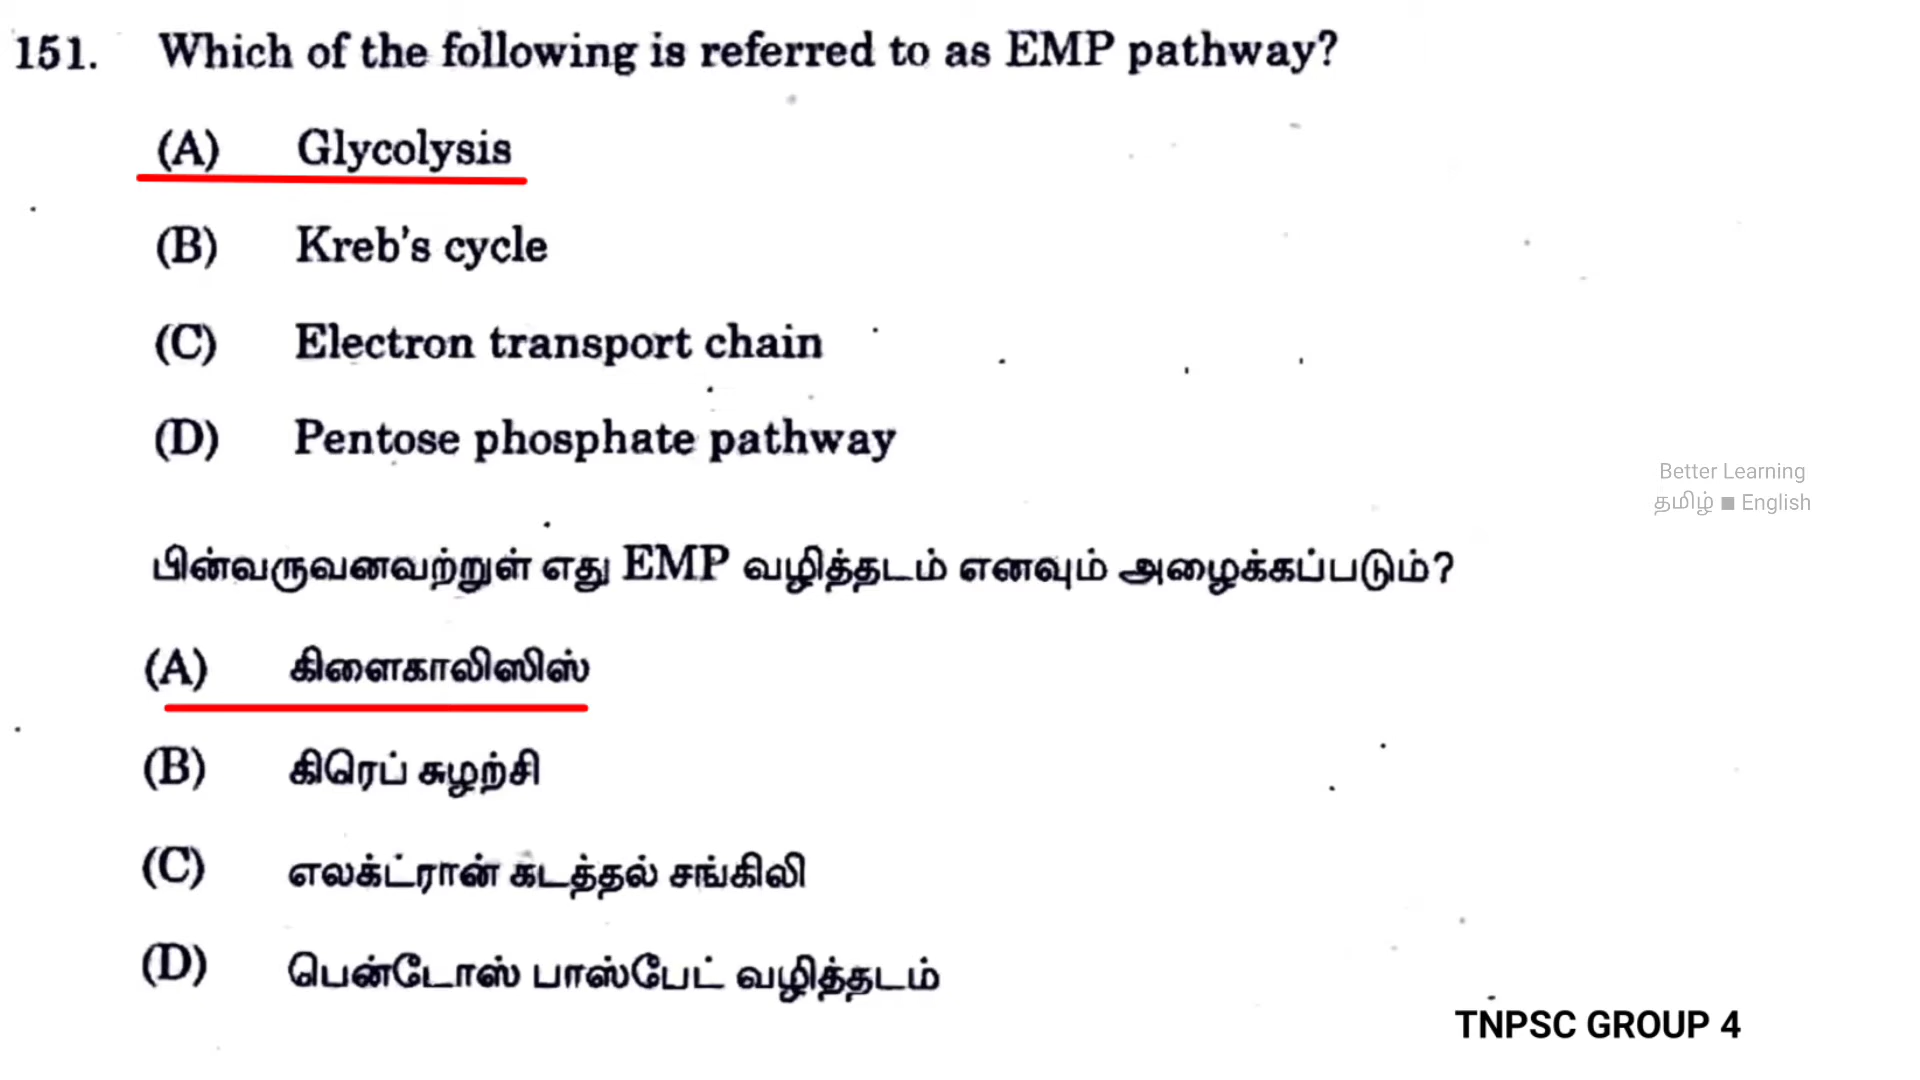 151. Which of the following is referred to as EMP pathway?
(A) Glycolysis
(B) Kreb's cycle
(C) Electron transport chain
(D) Pentose phosphate pathway
Better Learning
தமிழ் ■ English
பின்வருவனவற்றுள் எது EMP வழித்தடம் எனவும் அழைக்கப்படும்?
(A) கிளைகாலிஸிஸ்
(B) கிரெப் சுழற்சி
(C) எலக்ட்ரான் கடத்தல் சங்கிலி
(D) பென்டோஸ் பாஸ்பேட் வழித்தடம்
TNPSC GROUP 4